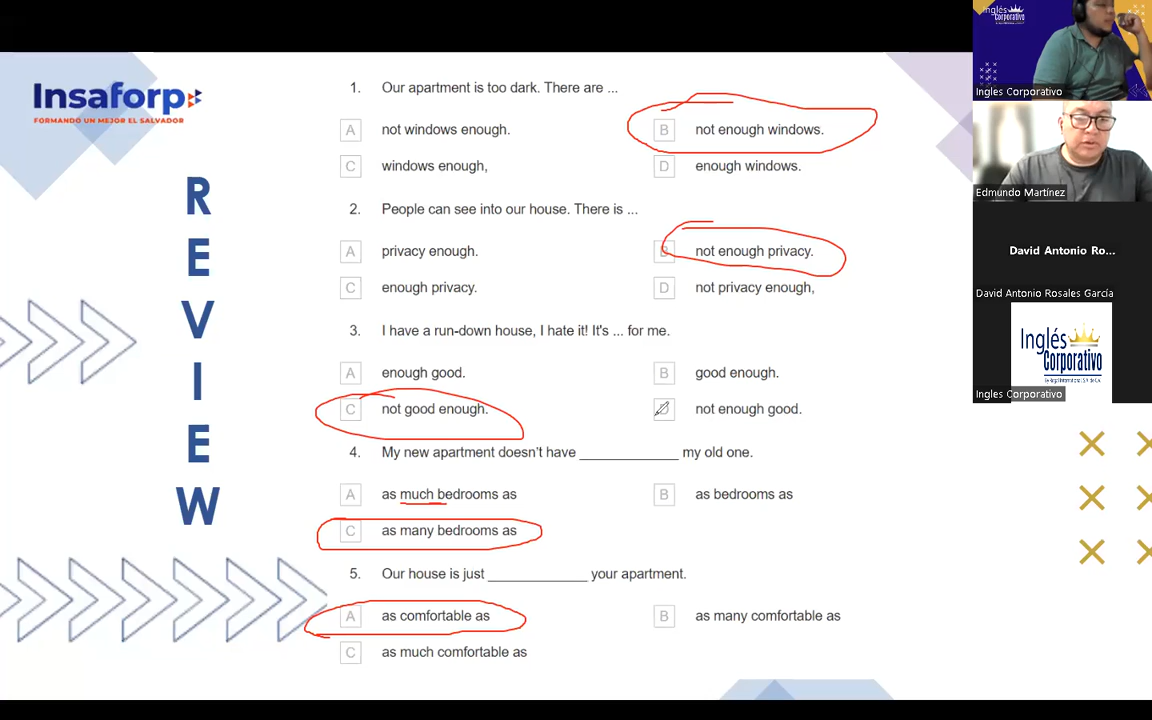 Insaforp
FORMANDO UN MEJOR EL SALVADOR
REVIEW
1. Our apartment is too dark. There are ...
A not windows enough.
B not enough windows.
C windows enough,
D enough windows.
2. People can see into our house. There is ...
A privacy enough.
B not enough privacy.
C enough privacy.
D not privacy enough,
3. I have a run-down house, I hate it! It's ... for me.
A enough good.
B good enough.
C not good enough.
D not enough good.
4. My new apartment doesn't have ____________ my old one.
A as much bedrooms as
B as bedrooms as
C as many bedrooms as
5. Our house is just ____________ your apartment.
A as comfortable as
B as many comfortable as
C as much comfortable as
Inglés
Corporativo
Ingles Corporativo
Edmundo Martínez
David Antonio Ro...
David Antonio Rosales García
Inglés
Corporativo
Ingles Corporativo